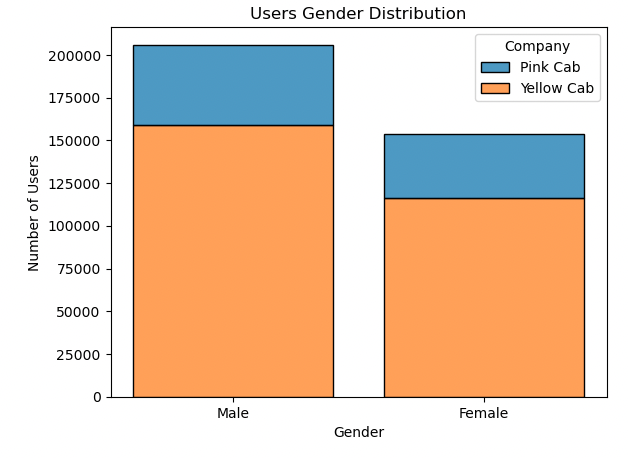 Users Gender Distribution
Company
Pink Cab
Yellow Cab
Number of Users
200000
175000
150000
125000
100000
75000
50000
25000
0
Male
Female
Gender